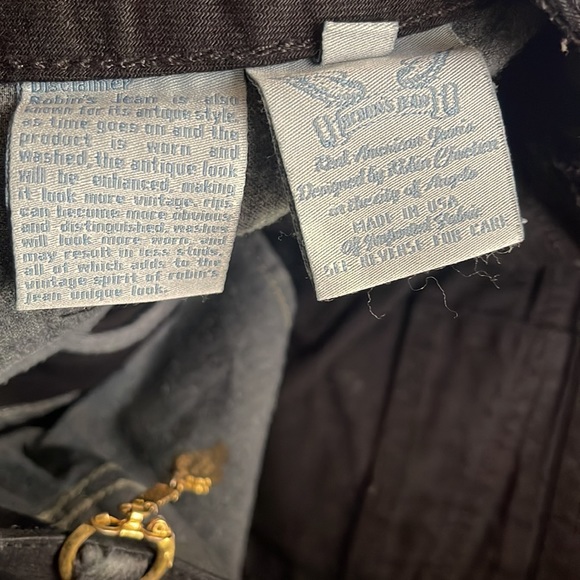 Disclaimer
Robin's Jean is also
known for its antique style.
as time goes on and the
product is worn and
washed the antique look
will be enhanced, making
it look more vintage. rips
can become more obvious
and distinguished, washes
will look more worn and
may result in less studs,
all of which adds to the
vintage spirit of robin's
jean unique look.
ROBIN'S JEAN
Real American Jeans
Designed by Robin Chretien
in the city of Angels
MADE IN USA
Of Imported Fabric
SEE REVERSE FOR CARE